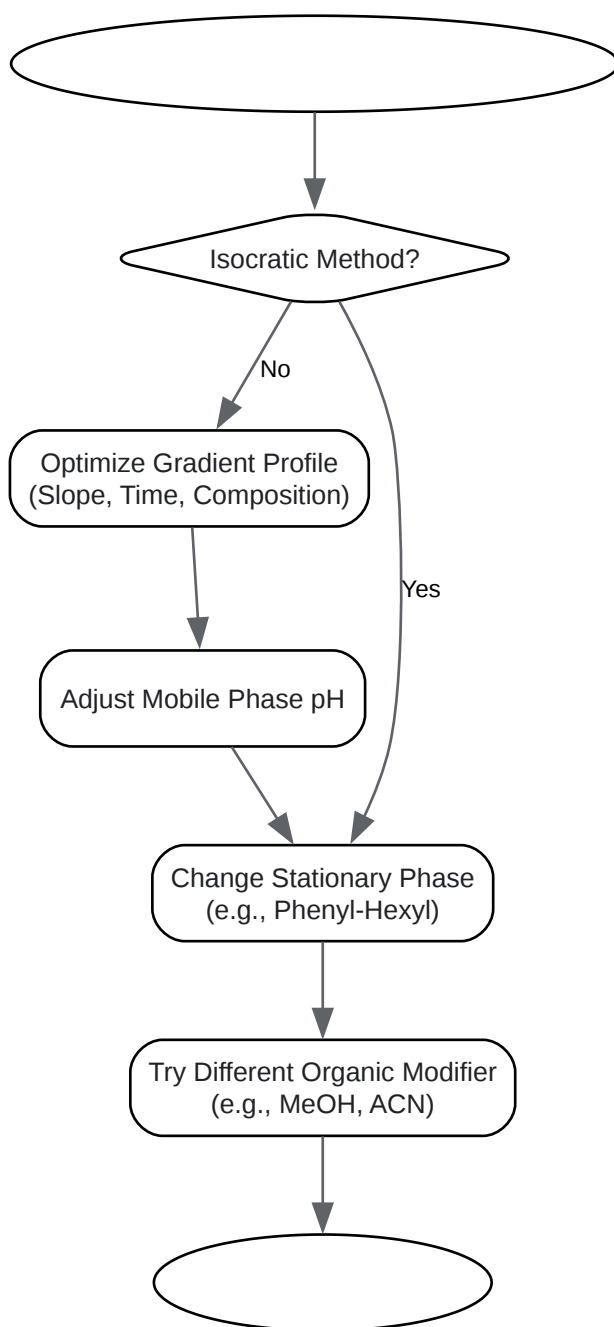 Isocratic Method?
No
Optimize Gradient Profile
(Slope, Time, Composition)
Yes
Adjust Mobile Phase pH
Change Stationary Phase
(e.g., Phenyl-Hexyl)
Try Different Organic Modifier
(e.g., MeOH, ACN)